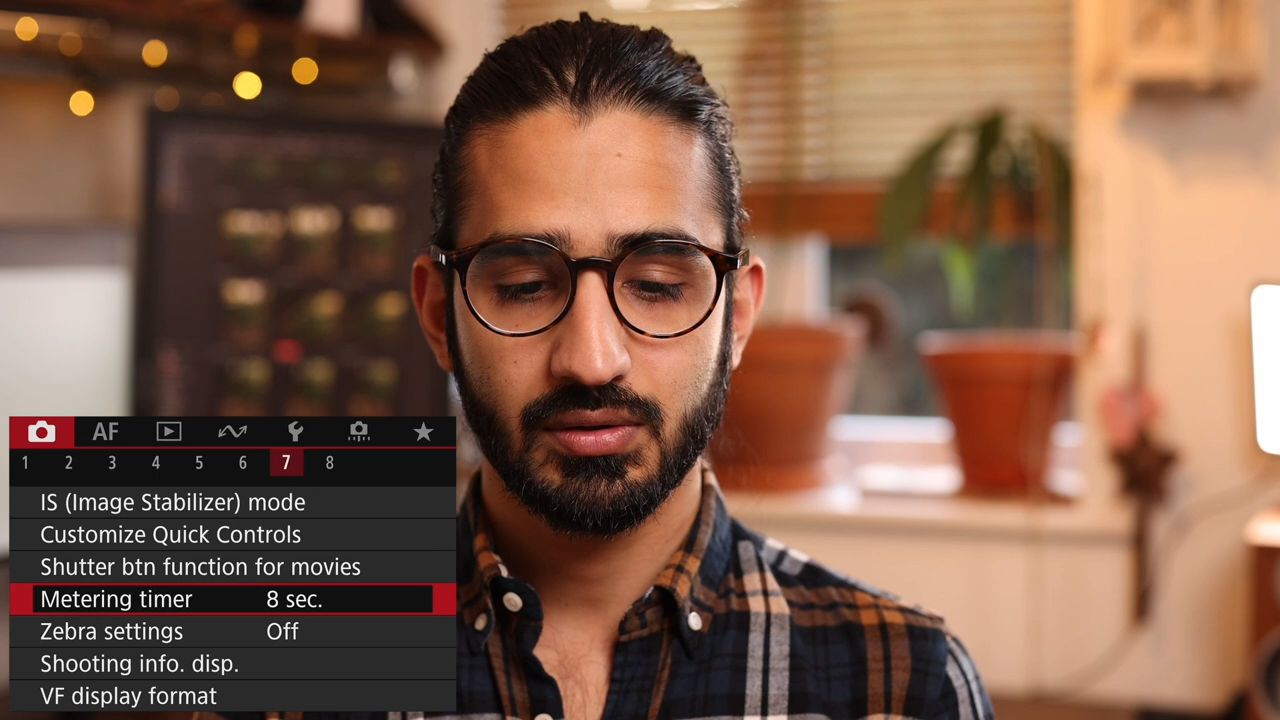 AF
1 2 3 4 5 6 7 8
IS (Image Stabilizer) mode
Customize Quick Controls
Shutter btn function for movies
Metering timer 8 sec.
Zebra settings Off
Shooting info. disp.
VF display format